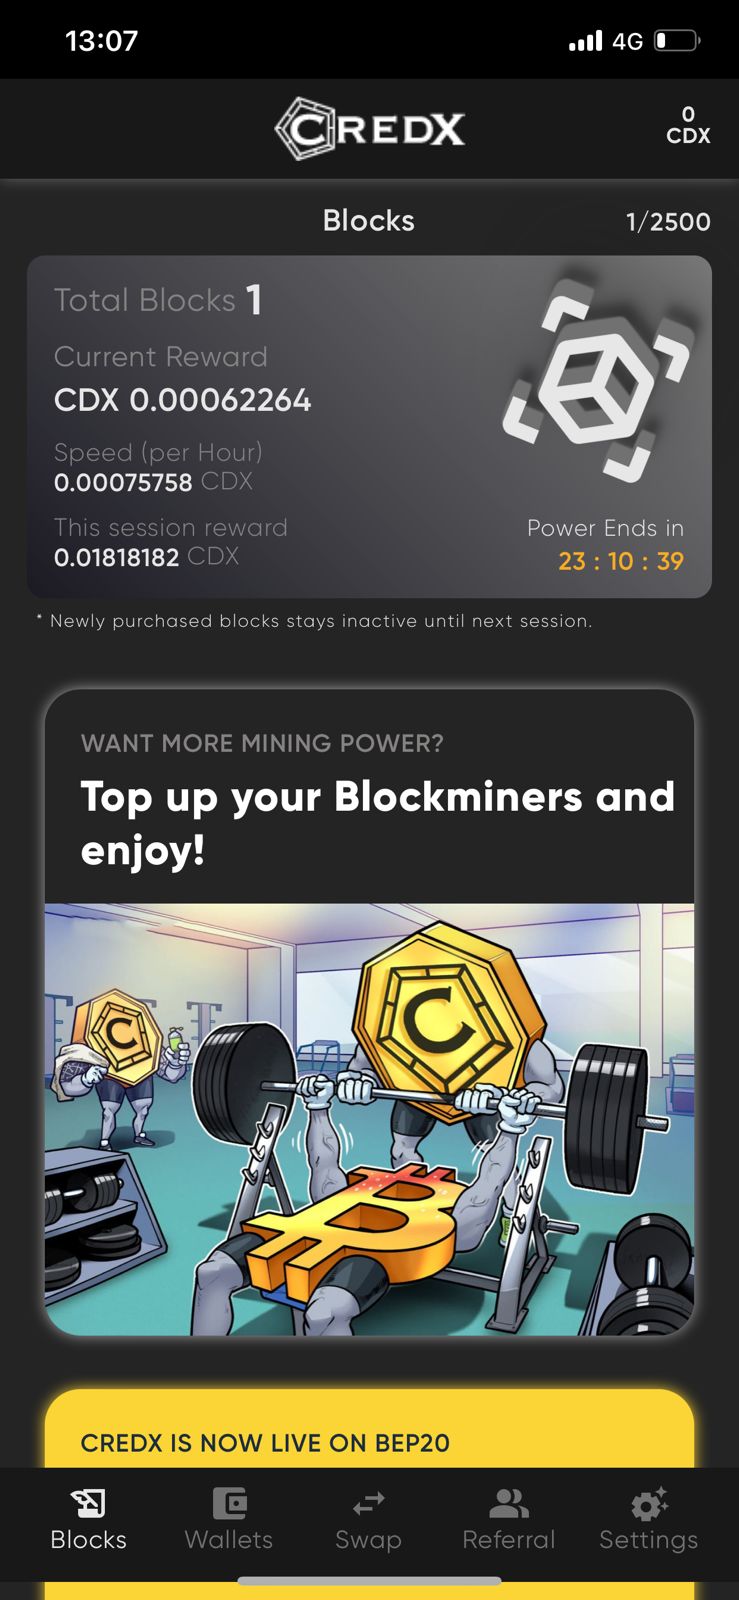 13:07
4G
CREDX
0
CDX
Blocks
1/2500
Total Blocks 1
Current Reward
CDX 0.00062264
Speed (per Hour)
0.00075758 CDX
This session reward
0.01818182 CDX
Power Ends in
23 : 10 : 39
* Newly purchased blocks stays inactive until next session.
WANT MORE MINING POWER?
Top up your Blockminers and
enjoy!
C
C
CREDX IS NOW LIVE ON BEP20
Blocks
Wallets
Swap
Referral
Settings